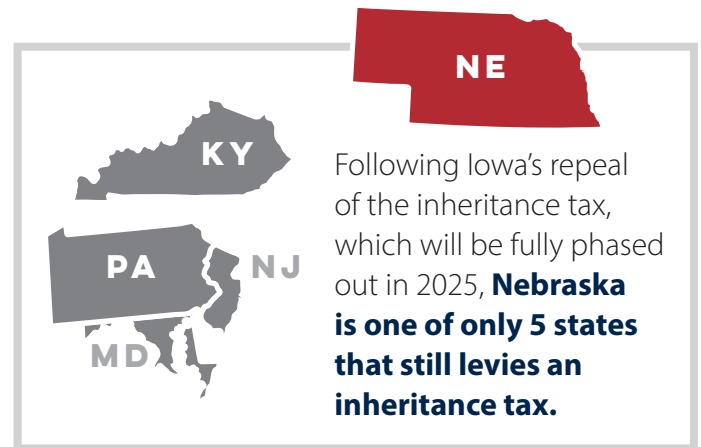 NE
KY
PA
NJ
MD
Following Iowa’s repeal
of the inheritance tax,
which will be fully phased
out in 2025, Nebraska
is one of only 5 states
that still levies an
inheritance tax.